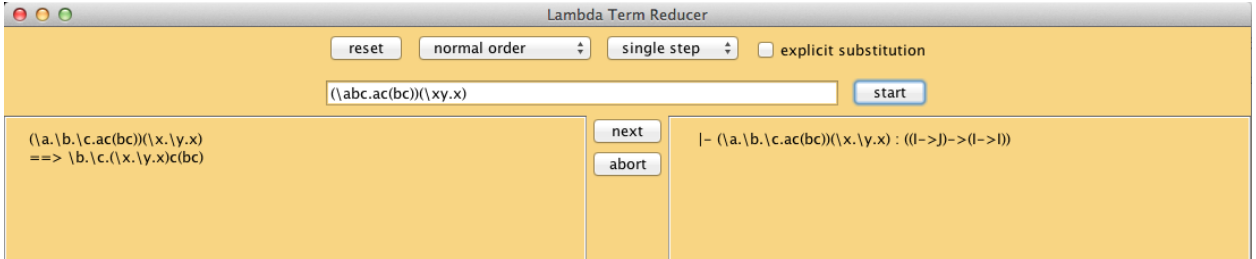 Lambda Term Reducer
reset normal order single step explicit substitution
(\abc.ac(bc))(\xy.x) start
(\a.\b.\c.ac(bc))(\x.\y.x)
==> \b.\c.(\x.\y.x)c(bc)
next
abort
|- (\a.\b.\c.ac(bc))(\x.\y.x) : ((I->J)->(I->I))